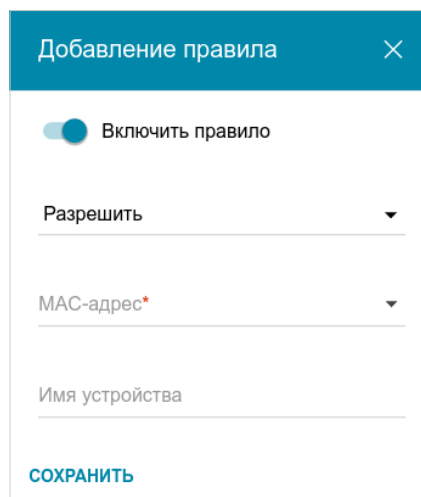 Добавление правила
Включить правило
Разрешить
MAC-адрес*
Имя устройства
СОХРАНИТЬ